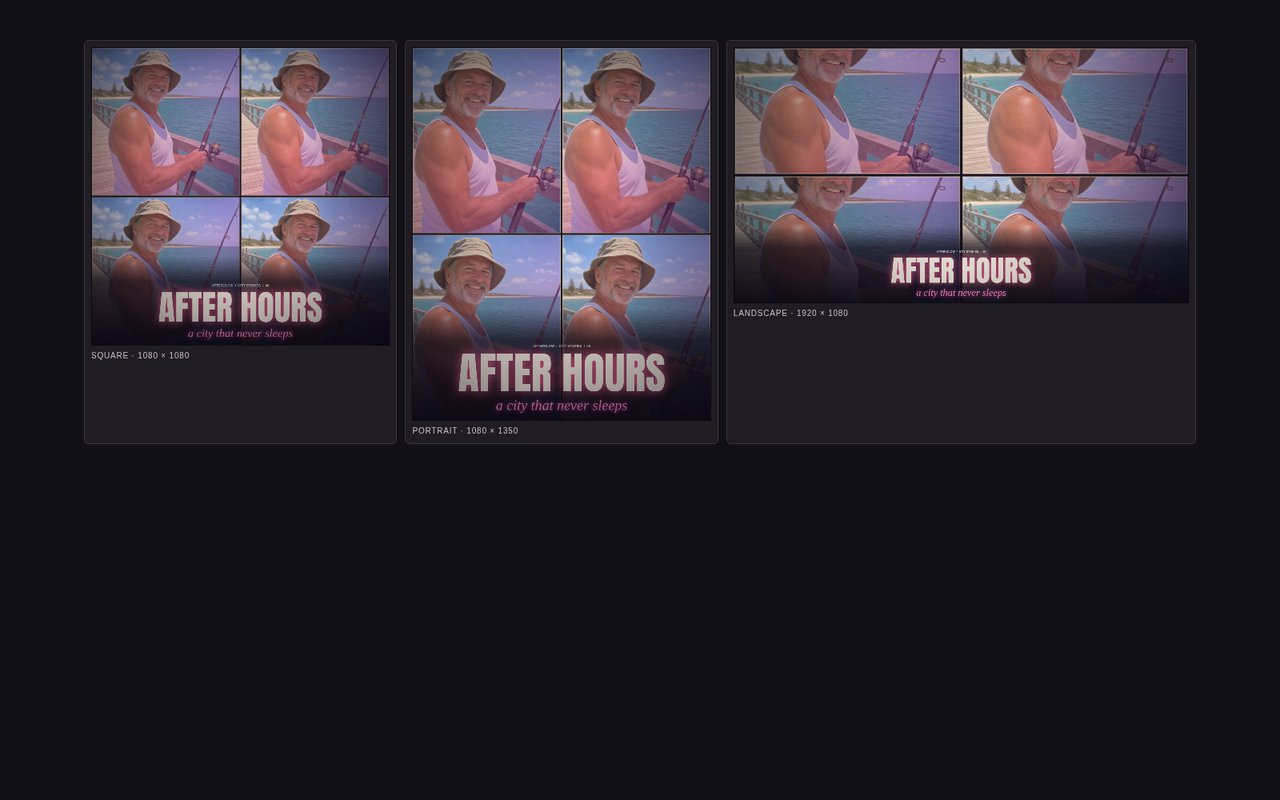 AFTER HOURS
a city that never sleeps
SQUARE · 1080 × 1080
AFTER HOURS
a city that never sleeps
PORTRAIT · 1080 × 1350
AFTER HOURS
a city that never sleeps
LANDSCAPE · 1920 × 1080